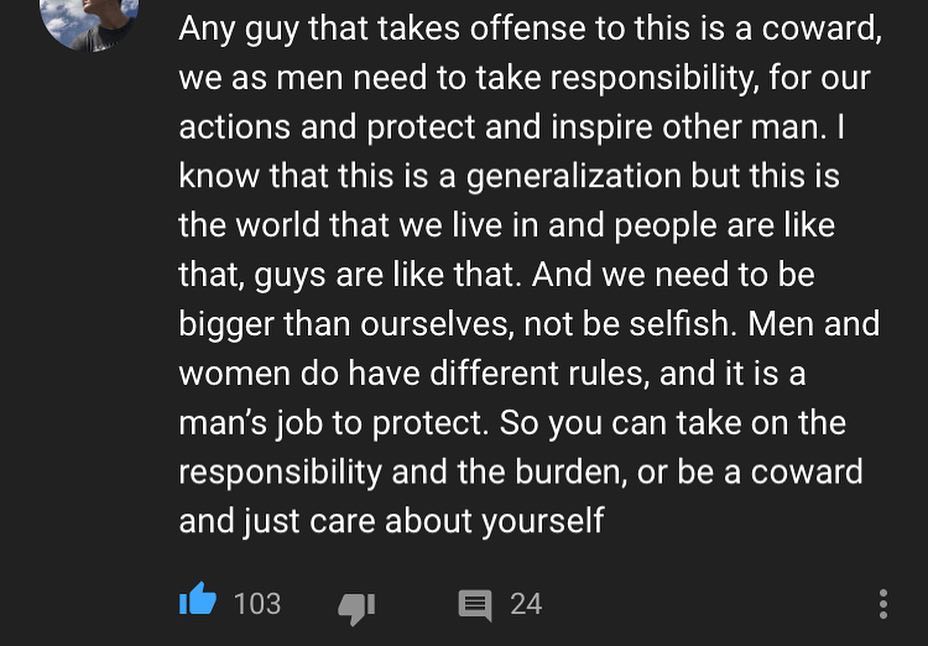 Any guy that takes offense to this is a coward,
we as men need to take responsibility, for our
actions and protect and inspire other man. I
know that this is a generalization but this is
the world that we live in and people are like
that, guys are like that. And we need to be
bigger than ourselves, not be selfish. Men and
women do have different rules, and it is a
man’s job to protect. So you can take on the
responsibility and the burden, or be a coward
and just care about yourself
103 24